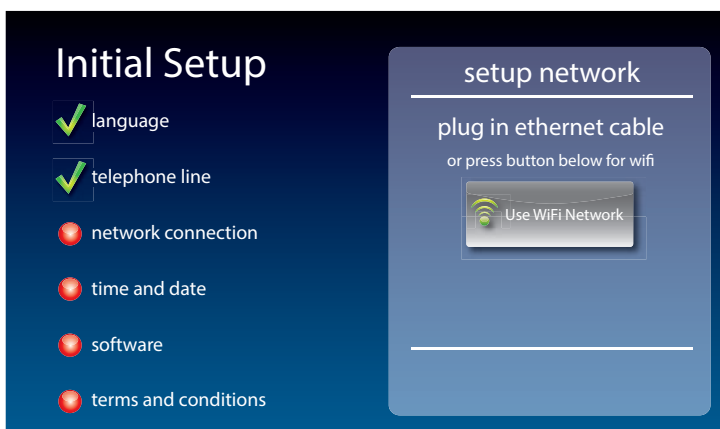 Initial Setup
language
telephone line
network connection
time and date
software
terms and conditions
setup network
plug in ethernet cable
or press button below for wifi
Use WiFi Network